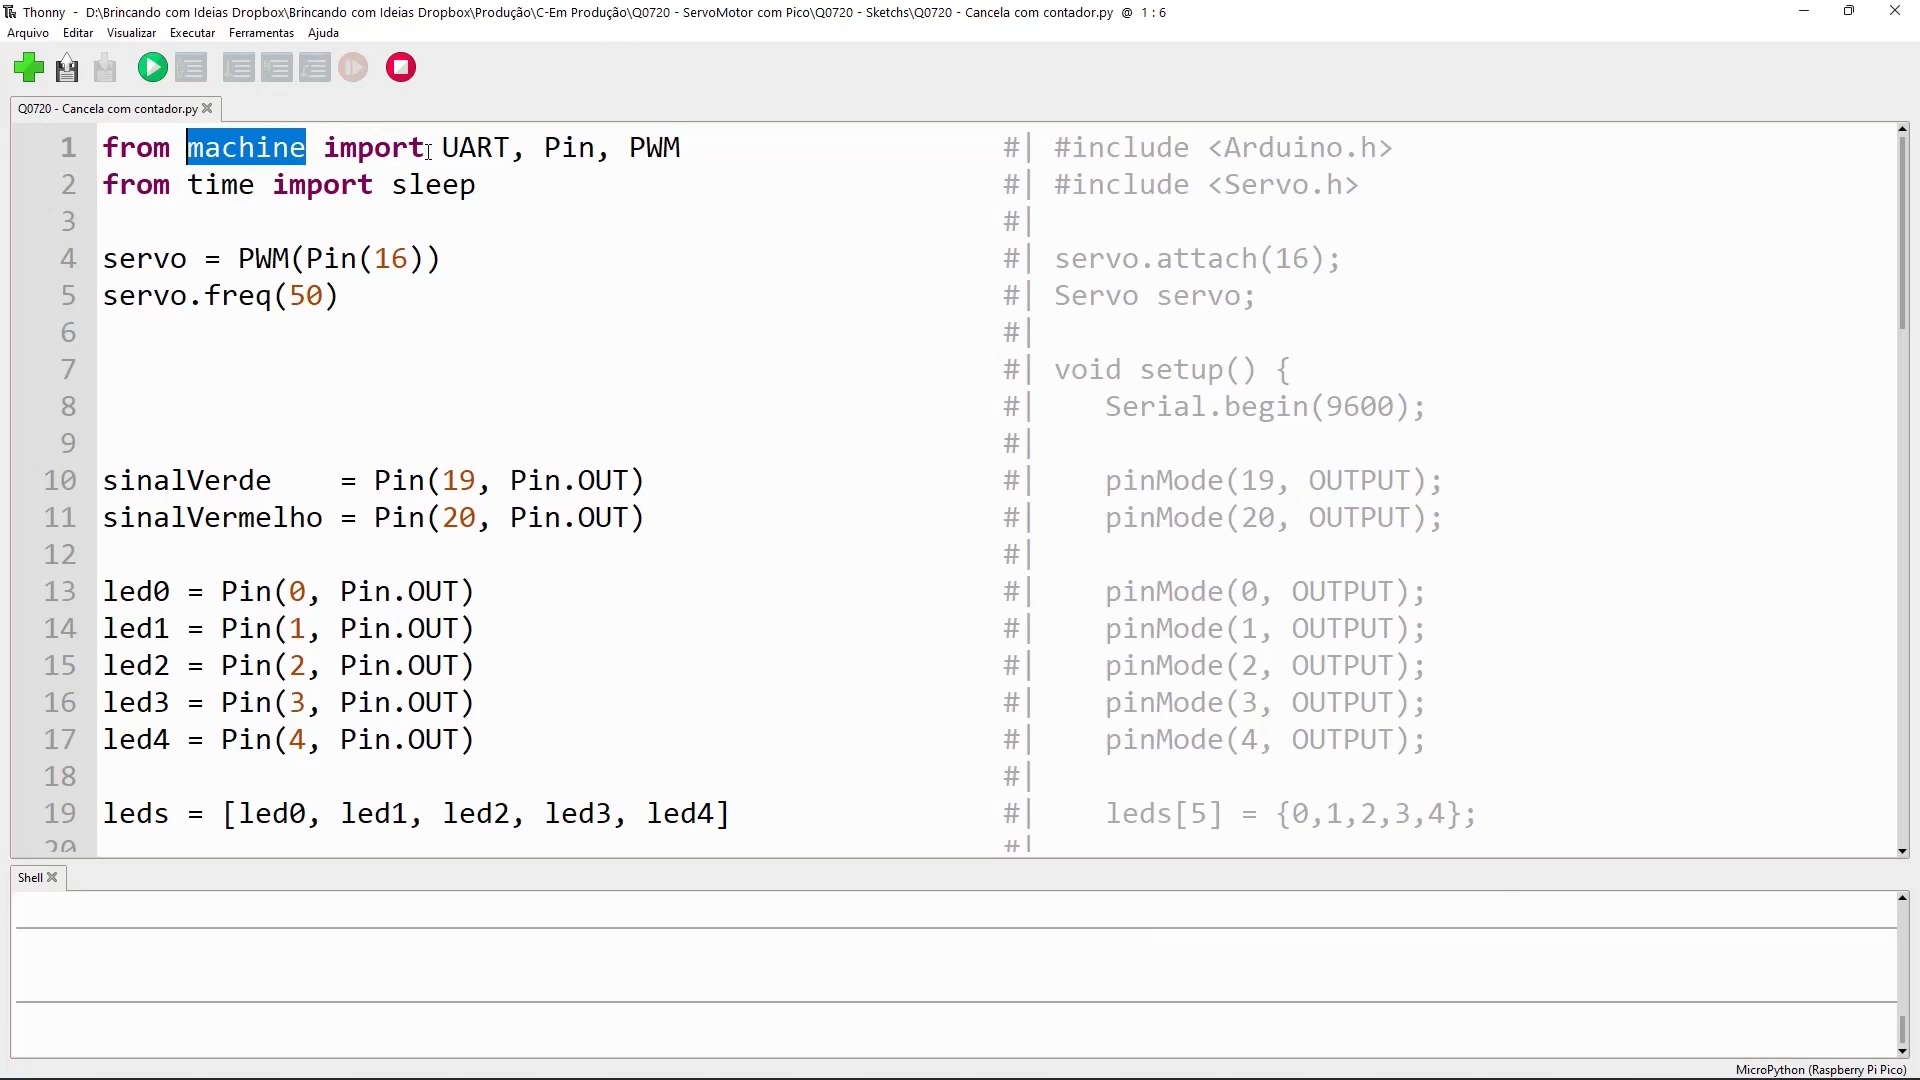 Thonny - D:\Brincando com Ideias Dropbox\Brincando com Ideias Dropbox\Produção\C-Em Produção\Q0720 - ServoMotor com Pico\Q0720 - Sketchs\Q0720 - Cancela com contador.py @ 1 : 6
Arquivo Editar Visualizar Executar Ferramentas Ajuda
Q0720 - Cancela com contador.py
1 from machine import UART, Pin, PWM #| #include <Arduino.h>
2 from time import sleep #| #include <Servo.h>
3 #|
4 servo = PWM(Pin(16)) #| servo.attach(16);
5 servo.freq(50) #| Servo servo;
6 #|
7 #| void setup() {
8 #| Serial.begin(9600);
9 #|
10 sinalVerde = Pin(19, Pin.OUT) #| pinMode(19, OUTPUT);
11 sinalVermelho = Pin(20, Pin.OUT) #| pinMode(20, OUTPUT);
12 #|
13 led0 = Pin(0, Pin.OUT) #| pinMode(0, OUTPUT);
14 led1 = Pin(1, Pin.OUT) #| pinMode(1, OUTPUT);
15 led2 = Pin(2, Pin.OUT) #| pinMode(2, OUTPUT);
16 led3 = Pin(3, Pin.OUT) #| pinMode(3, OUTPUT);
17 led4 = Pin(4, Pin.OUT) #| pinMode(4, OUTPUT);
18 #|
19 leds = [led0, led1, led2, led3, led4] #| leds[5] = {0,1,2,3,4};
20 #|
Shell
MicroPython (Raspberry Pi Pico)